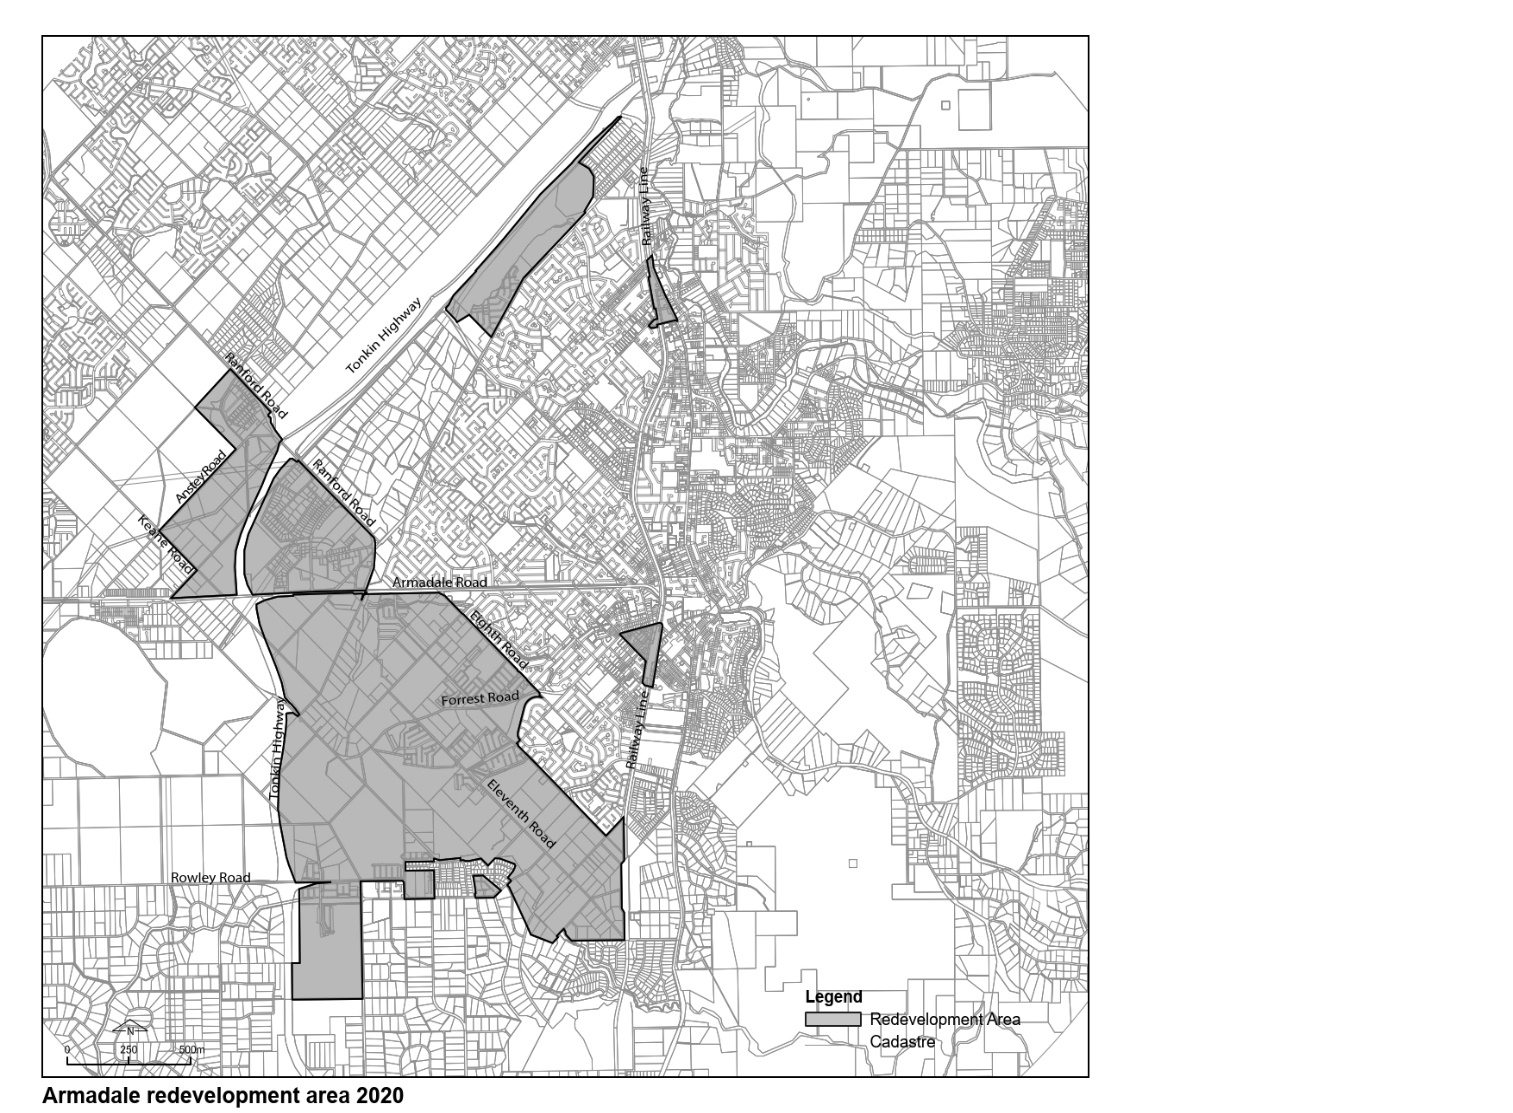 Railway Line
Tonkin Highway
Ranford Road
Anstey Road
Ranford Road
Keane Road
Armadale Road
Eighth Road
Forrest Road
Tonkin Highway
Railway Line
Eleventh Road
Rowley Road
Legend
Redevelopment Area
Cadastre
N
0 250 500m
Armadale redevelopment area 2020